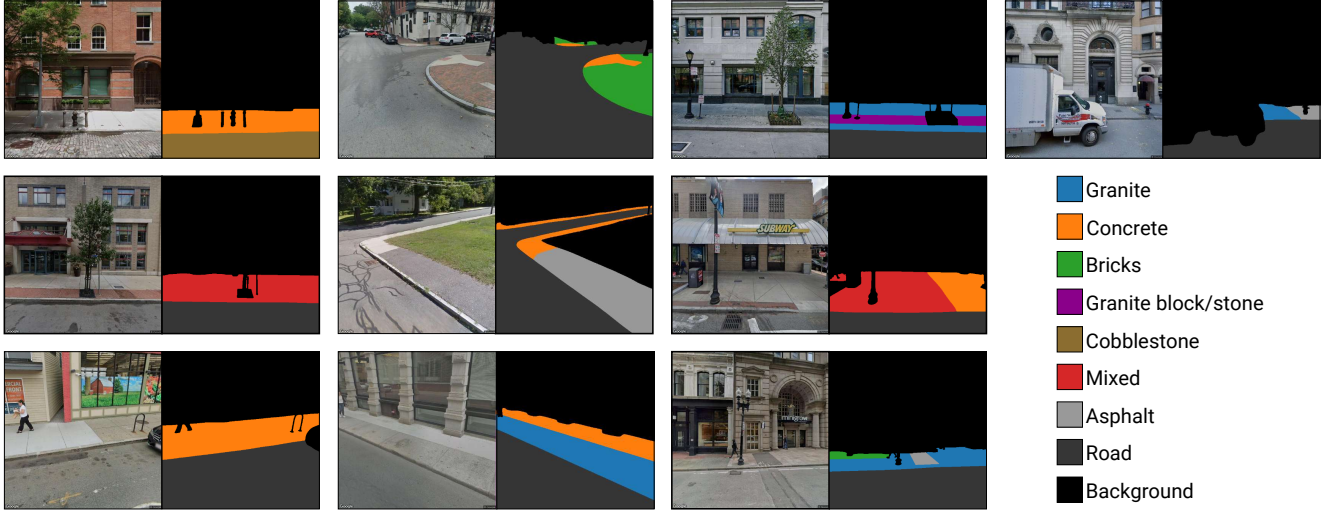 SUBWAY
Granite
Concrete
Bricks
Granite block/stone
Cobblestone
Mixed
Asphalt
Road
Background